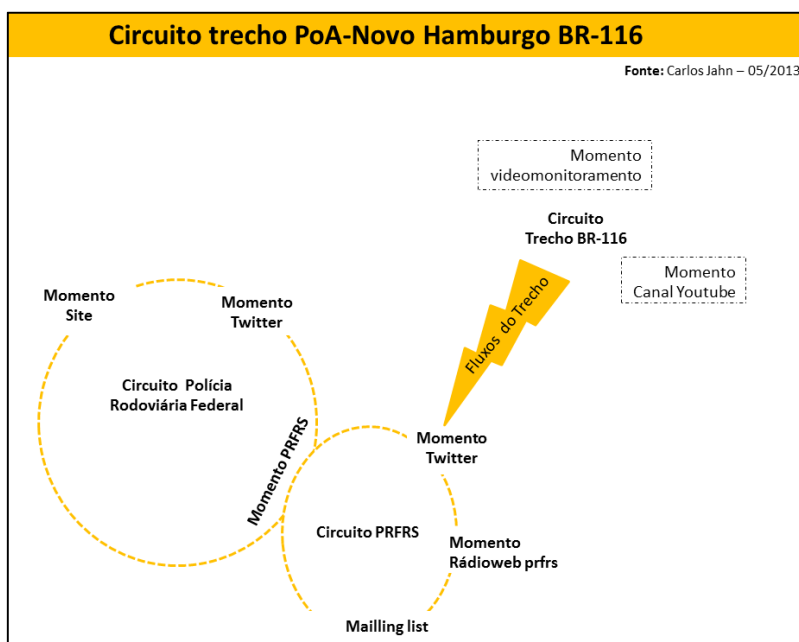 Circuito trecho PoA-Novo Hamburgo BR-116
Fonte: Carlos Jahn – 05/2013
Momento
videomonitoramento
Circuito
Trecho BR-116
Momento
Canal Youtube
Fluxos do Trecho
Momento
Site
Momento
Twitter
Circuito Polícia
Rodoviária Federal
Momento PRFRS
Momento
Twitter
Circuito PRFRS
Momento
Rádioweb prfrs
Mailling list